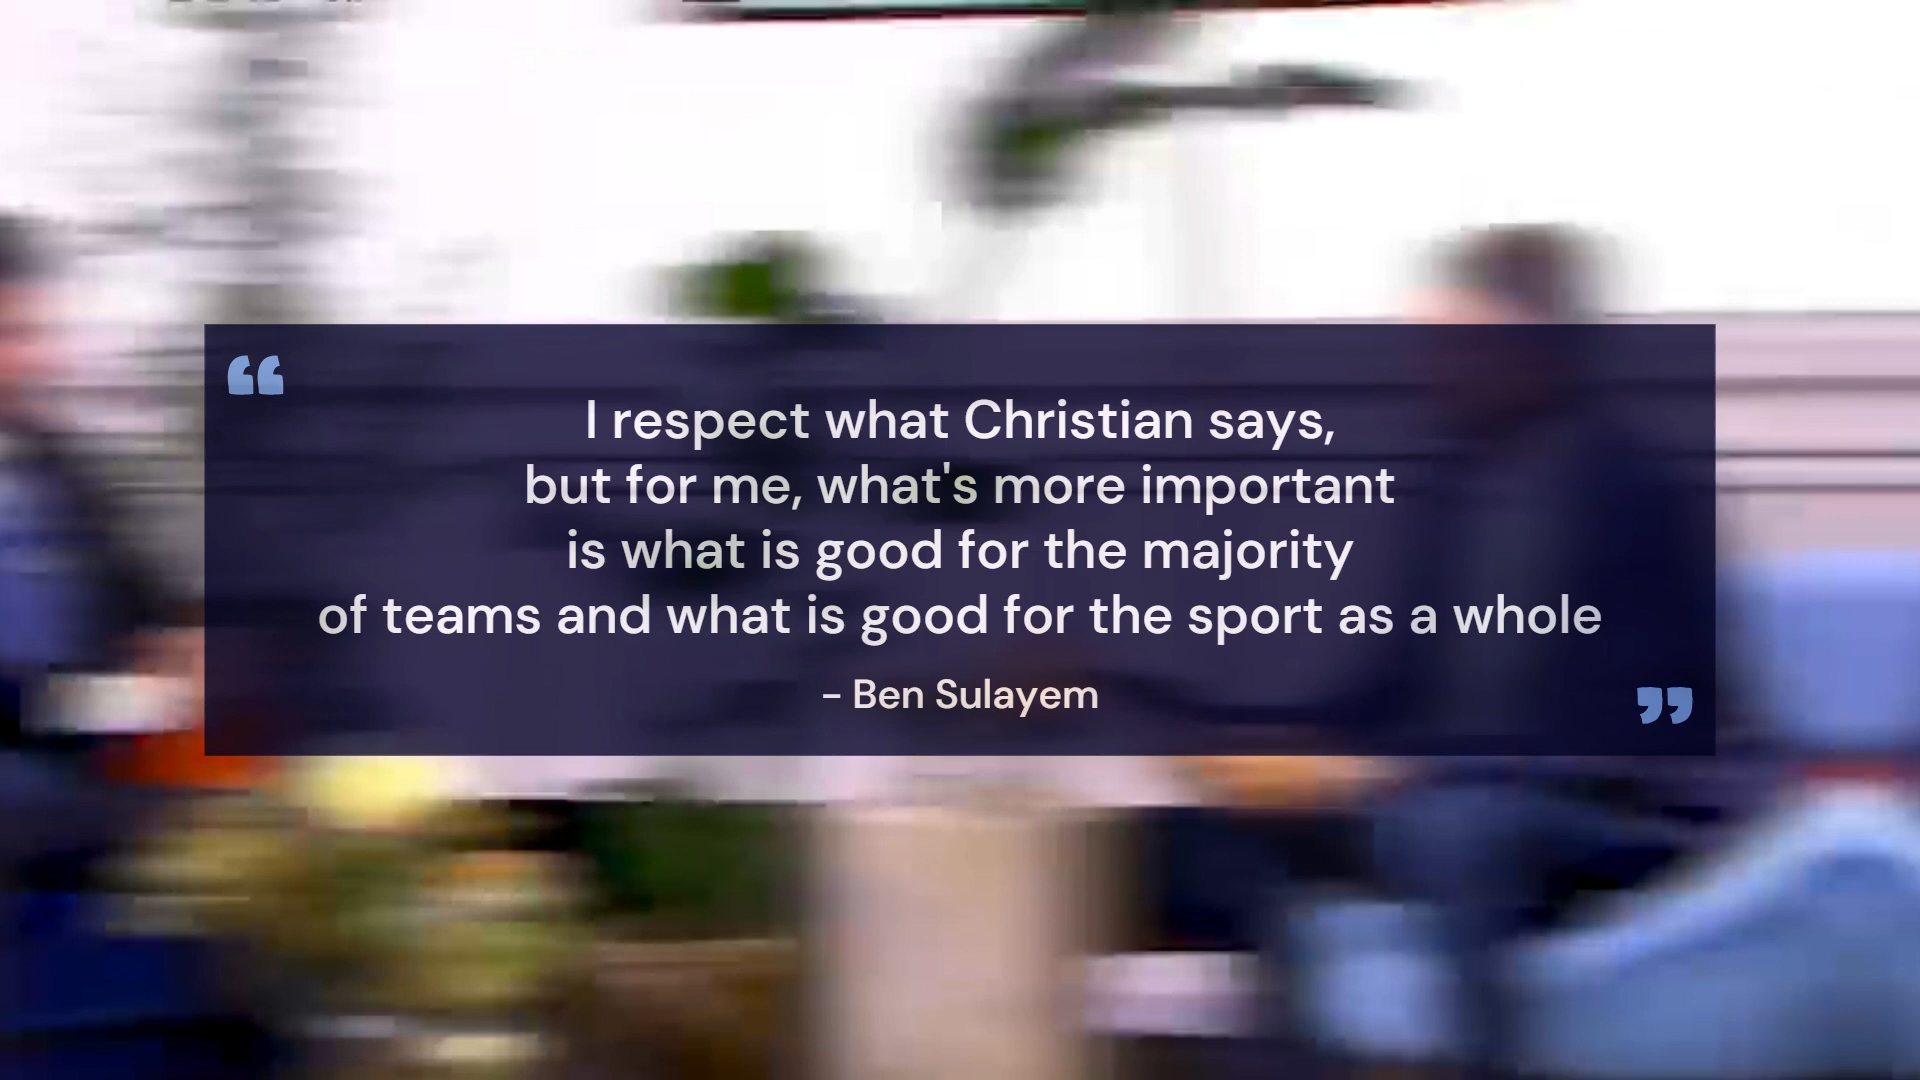 “
I respect what Christian says,
but for me, what's more important
is what is good for the majority
of teams and what is good for the sport as a whole
– Ben Sulayem
”